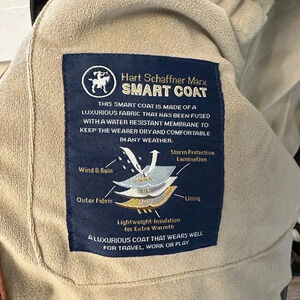 Hart Schaffner Marx
SMART COAT
THIS SMART COAT IS MADE OF A
LUXURIOUS FABRIC THAT HAS BEEN FUSED
WITH A WATER RESISTANT MEMBRANE TO
KEEP THE WEARER DRY AND COMFORTABLE
IN ANY WEATHER.
Storm Protective
Lamination
Wind & Rain
Outer Fabric
Lining
Lightweight Insulation
for Extra Warmth
A LUXURIOUS COAT THAT WEARS WELL
FOR TRAVEL, WORK OR PLAY